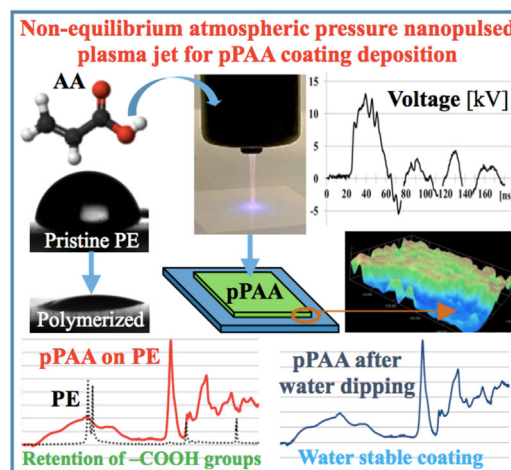 Non-equilibrium atmospheric pressure nanopulsed
plasma jet for pPAA coating deposition
AA
Voltage [kV]
15
10
5
0
-5
20 40 60 80 100 120 140 160
[ns]
Pristine PE
Polymerized
pPAA
pPAA on PE
PE
Retention of –COOH groups
pPAA after
water dipping
Water stable coating